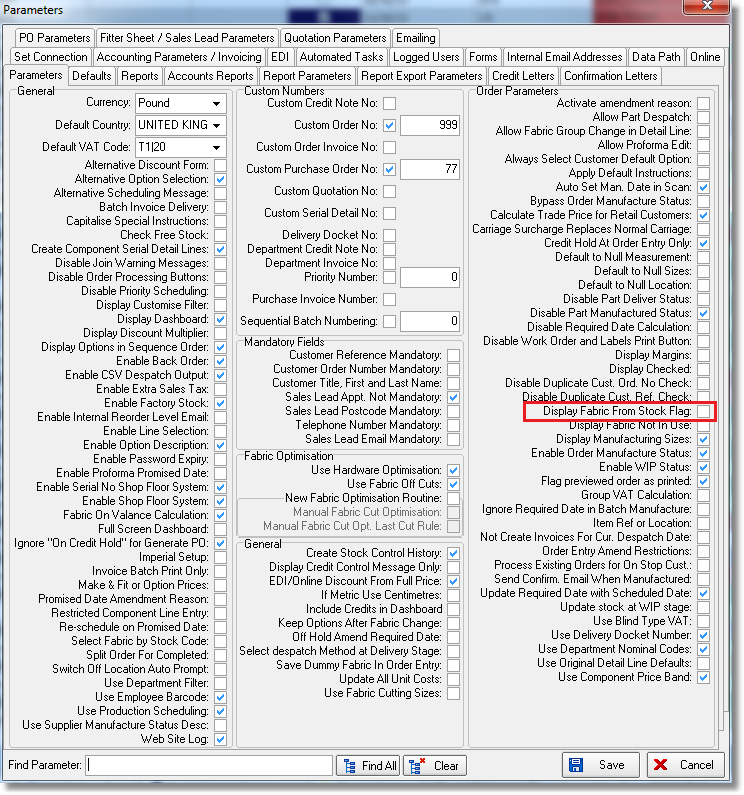 Parameters
x
PO Parameters
Fitter Sheet / Sales Lead Parameters
Quotation Parameters
Emailing
Set Connection
Accounting Parameters / Invoicing
EDI
Automated Tasks
Logged Users
Forms
Internal Email Addresses
Data Path
Online
Parameters
Defaults
Reports
Accounts Reports
Report Parameters
Report Export Parameters
Credit Letters
Confirmation Letters
General
Currency: Pound
Default Country: UNITED KING
Default VAT Code: T1|20
Alternative Discount Form:
Alternative Option Selection:
Alternative Scheduling Message:
Batch Invoice Delivery:
Capitalise Special Instructions:
Check Free Stock:
Create Component Serial Detail Lines:
Disable Join Warning Messages:
Disable Order Processing Buttons:
Disable Priority Scheduling:
Display Customise Filter:
Display Dashboard:
Display Discount Multiplier:
Display Options in Sequence Order:
Enable Back Order:
Enable CSV Despatch Output:
Enable Extra Sales Tax:
Enable Factory Stock:
Enable Internal Reorder Level Email:
Enable Line Selection:
Enable Option Description:
Enable Password Expiry:
Enable Proforma Promised Date:
Enable Serial No Shop Floor System:
Enable Shop Floor System:
Fabric On Valance Calculation:
Full Screen Dashboard:
Ignore "On Credit Hold" for Generate PO:
Imperial Setup:
Invoice Batch Print Only:
Make & Fit or Option Prices:
Promised Date Amendment Reason:
Restricted Component Line Entry:
Re-schedule on Promised Date:
Select Fabric by Stock Code:
Split Order For Completed:
Switch Off Location Auto Prompt:
Use Department Filter:
Use Employee Barcode:
Use Production Scheduling:
Use Supplier Manufacture Status Desc:
Web Site Log:
Custom Numbers
Custom Credit Note No:
Custom Order No: 999
Custom Order Invoice No:
Custom Purchase Order No: 77
Custom Quotation No:
Custom Serial Detail No:
Delivery Docket No:
Department Credit Note No:
Department Invoice No:
Priority Number: 0
Purchase Invoice Number:
Sequential Batch Numbering: 0
Mandatory Fields
Customer Reference Mandatory:
Customer Order Number Mandatory:
Customer Title, First and Last Name:
Sales Lead Appt. Not Mandatory:
Sales Lead Postcode Mandatory:
Telephone Number Mandatory:
Sales Lead Email Mandatory:
Fabric Optimisation
Use Hardware Optimisation:
Use Fabric Off Cuts:
New Fabric Optimisation Routine:
Manual Fabric Cut Optimisation:
Manual Fabric Cut Opt. Last Cut Rule:
General
Create Stock Control History:
Display Credit Control Message Only:
EDI/Online Discount From Full Price:
If Metric Use Centimetres:
Include Credits in Dashboard
Keep Options After Fabric Change:
Off Hold Amend Required Date:
Select despatch Method at Delivery Stage:
Save Dummy Fabric In Order Entry:
Update All Unit Costs:
Use Fabric Cutting Sizes:
Order Parameters
Activate amendment reason:
Allow Part Despatch:
Allow Fabric Group Change in Detail Line:
Allow Proforma Edit:
Always Select Customer Default Option:
Apply Default Instructions:
Auto Set Man. Date in Scan:
Bypass Order Manufacture Status:
Calculate Trade Price for Retail Customers:
Carriage Surcharge Replaces Normal Carriage:
Credit Hold At Order Entry Only:
Default to Null Measurement:
Default to Null Sizes:
Default to Null Location:
Disable Part Deliver Status:
Disable Part Manufactured Status:
Disable Required Date Calculation:
Disable Work Order and Labels Print Button:
Display Margins:
Display Checked:
Disable Duplicate Cust. Ord. No Check:
Disable Duplicate Cust. Ref. Check:
Display Fabric From Stock Flag:
Display Fabric Not In Use:
Display Manufacturing Sizes:
Enable Order Manufacture Status:
Enable WIP Status:
Flag previewed order as printed:
Group VAT Calculation:
Ignore Required Date in Batch Manufacture:
Item Ref or Location:
Not Create Invoices For Cur. Despatch Date:
Order Entry Amend Restrictions:
Process Existing Orders for On Stop Cust.:
Send Confirm. Email When Manufactured:
Update Required Date with Scheduled Date:
Update stock at WIP stage:
Use Blind Type VAT:
Use Delivery Docket Number:
Use Department Nominal Codes:
Use Original Detail Line Defaults:
Use Component Price Band:
Find Parameter:
Find All
Clear
Save
Cancel